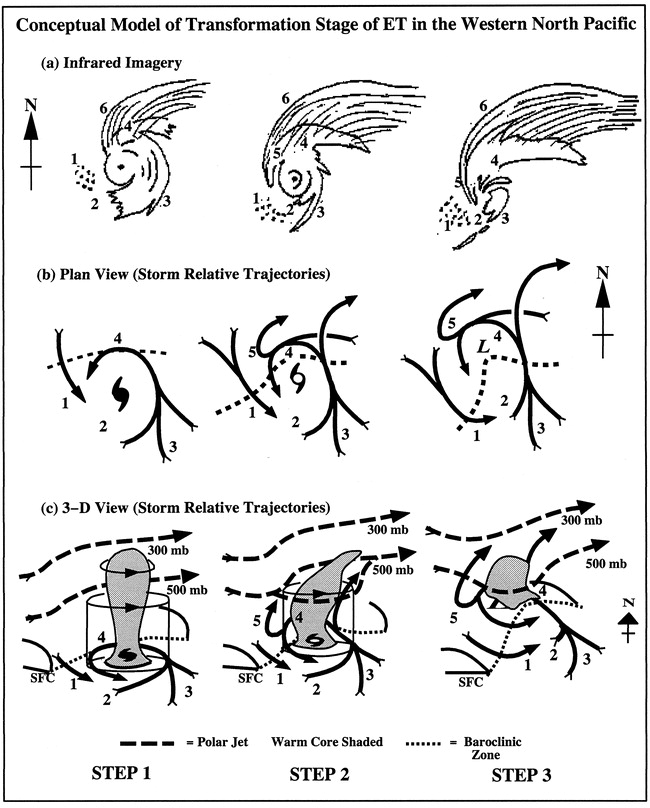 Conceptual Model of Transformation Stage of ET in the Western North Pacific
(a) Infrared Imagery
N
6
4
1
2
3
6
5
4
1
2
3
6
4
5
1
2
3
(b) Plan View (Storm Relative Trajectories)
N
4
1
2
3
5
4
1
2
3
5
4
L
2
1
3
(c) 3-D View (Storm Relative Trajectories)
300 mb
500 mb
4
SFC
1
2
3
300 mb
500 mb
5
4
1
2
3
300 mb
500 mb
N
5
4
SFC
1
2
3
= Polar Jet Warm Core Shaded = Baroclinic
Zone
STEP 1 STEP 2 STEP 3